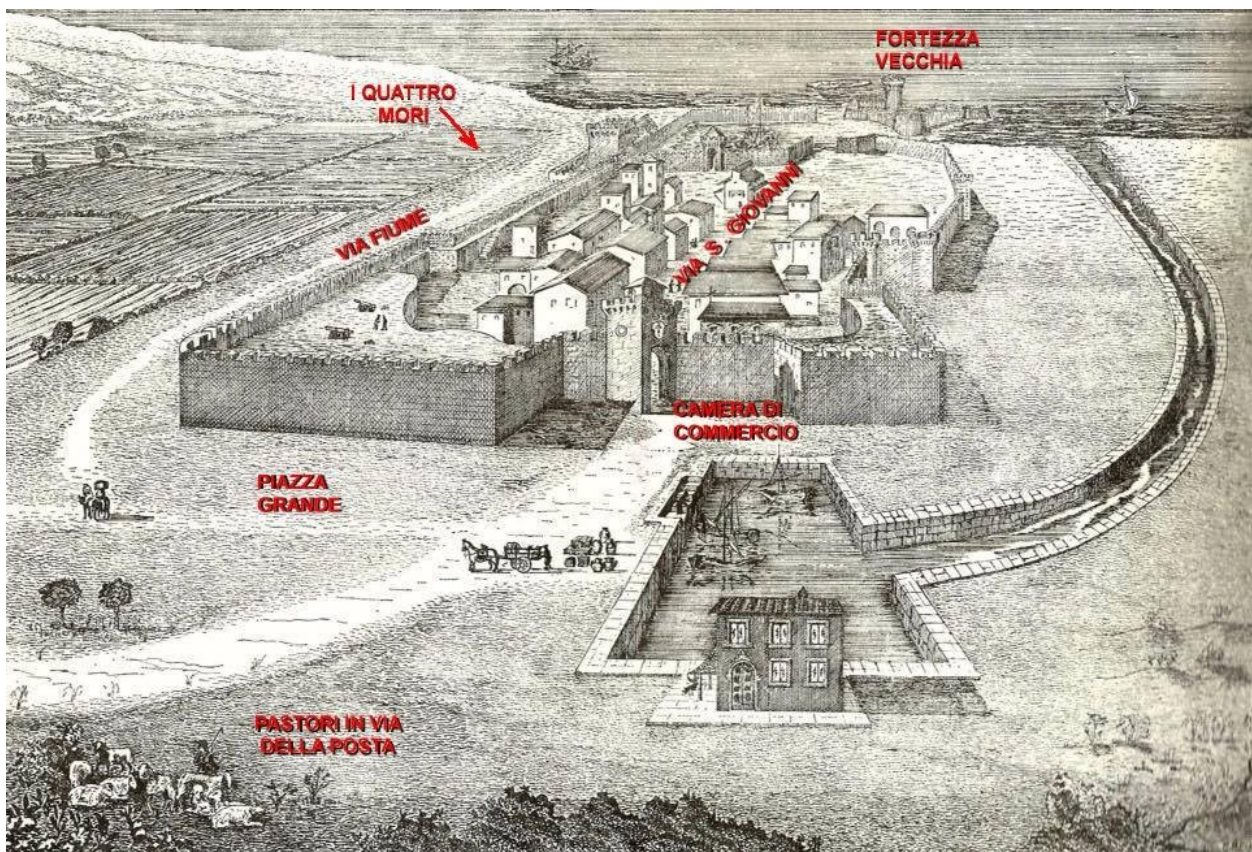 FORTEZZA
VECCHIA
I QUATTRO
MORI
VIA FIUME
VIA S. GIOVANNI
CAMERA DI
COMMERCIO
PIAZZA
GRANDE
PASTORI IN VIA
DELLA POSTA